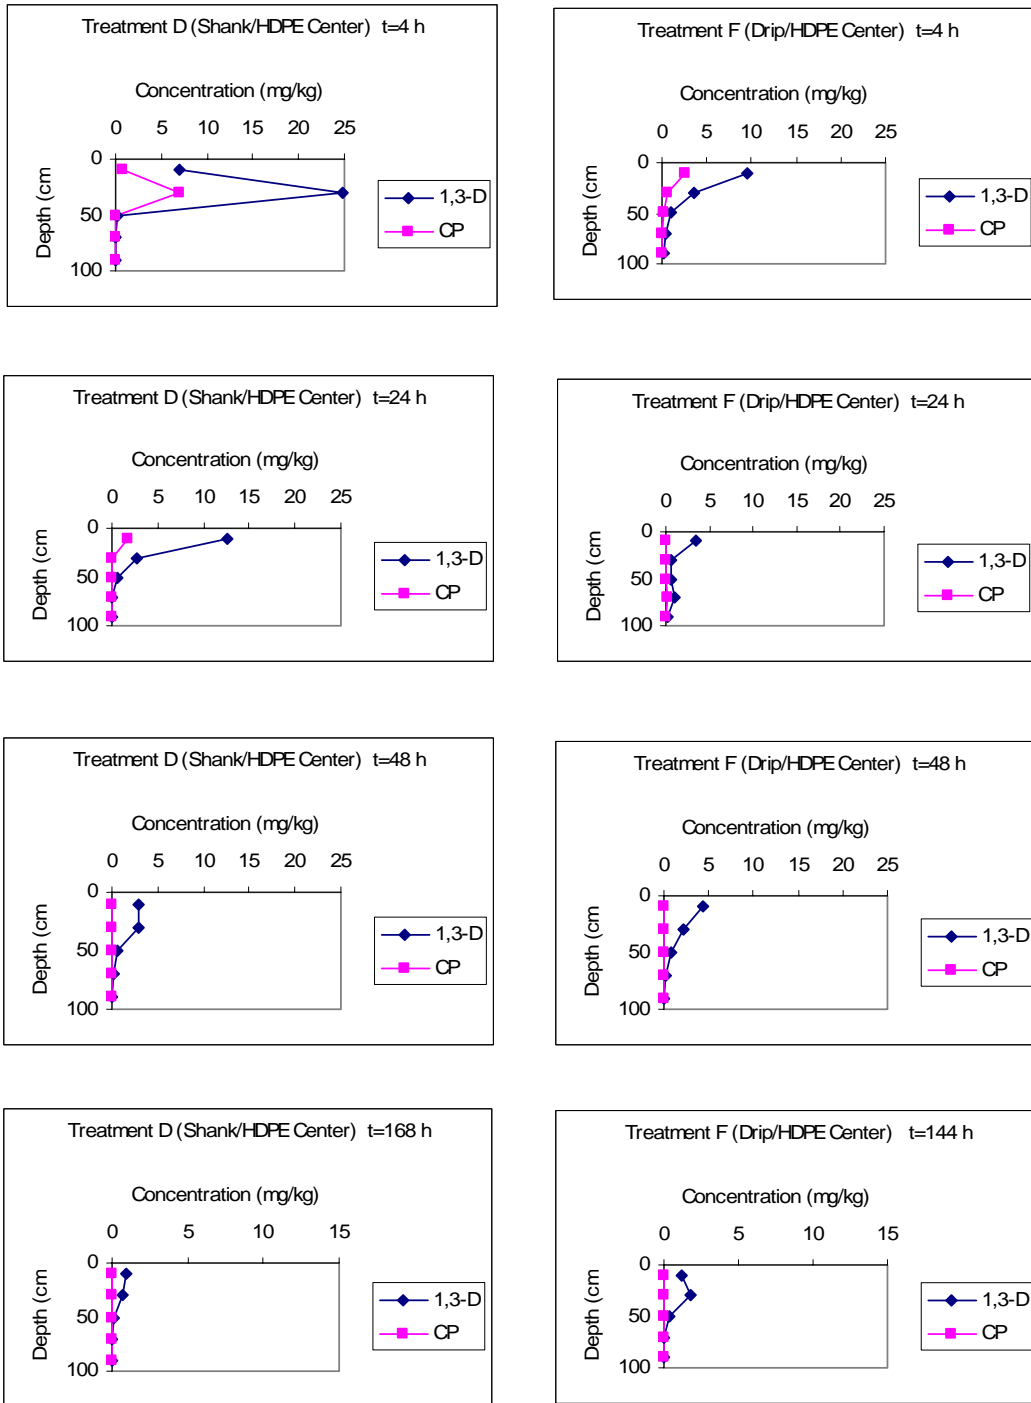 Treatment D (Shank/HDPE Center) t=4 h
Concentration (mg/kg)
0 5 10 15 20 25
0
50
100
Depth (cm
1,3-D
CP
Treatment F (Drip/HDPE Center) t=4 h
Concentration (mg/kg)
0 5 10 15 20 25
0
50
100
Depth (cm
1,3-D
CP
Treatment D (Shank/HDPE Center) t=24 h
Concentration (mg/kg)
0 5 10 15 20 25
0
50
100
Depth (cm
1,3-D
CP
Treatment F (Drip/HDPE Center) t=24 h
Concentration (mg/kg)
0 5 10 15 20 25
0
50
100
Depth (cm
1,3-D
CP
Treatment D (Shank/HDPE Center) t=48 h
Concentration (mg/kg)
0 5 10 15 20 25
0
50
100
Depth (cm
1,3-D
CP
Treatment F (Drip/HDPE Center) t=48 h
Concentration (mg/kg)
0 5 10 15 20 25
0
50
100
Depth (cm
1,3-D
CP
Treatment D (Shank/HDPE Center) t=168 h
Concentration (mg/kg)
0 5 10 15
0
50
100
Depth (cm
1,3-D
CP
Treatment F (Drip/HDPE Center) t=144 h
Concentration (mg/kg)
0 5 10 15
0
50
100
Depth (cm
1,3-D
CP